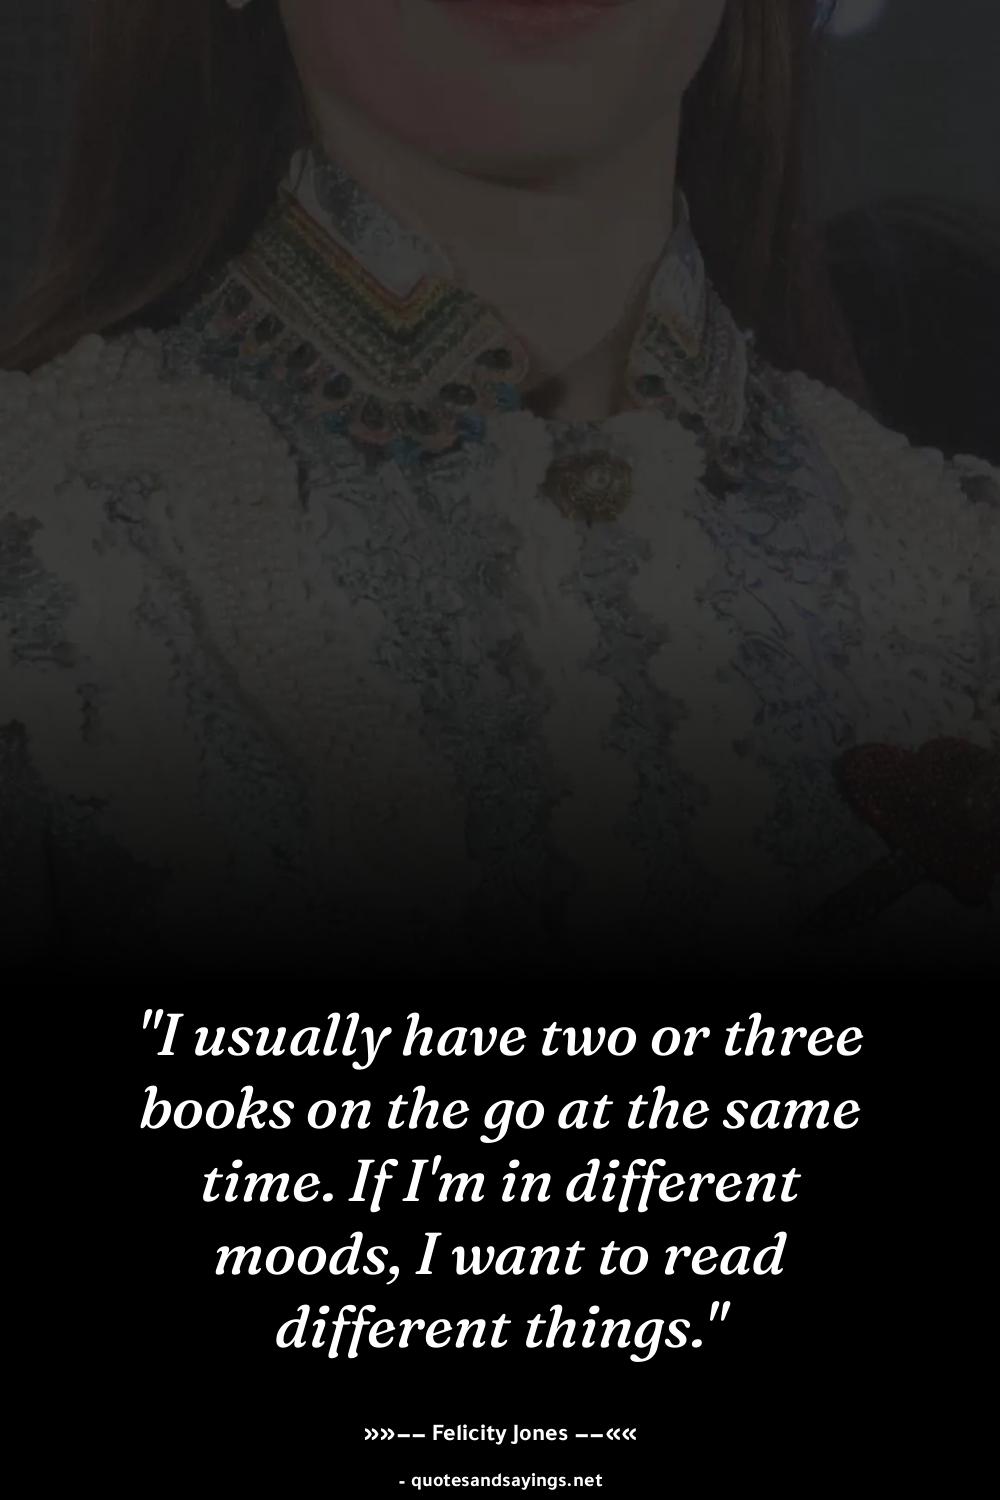 "I usually have two or three
books on the go at the same
time. If I'm in different
moods, I want to read
different things."
»»−− Felicity Jones −−««
- quotesandsayings.net